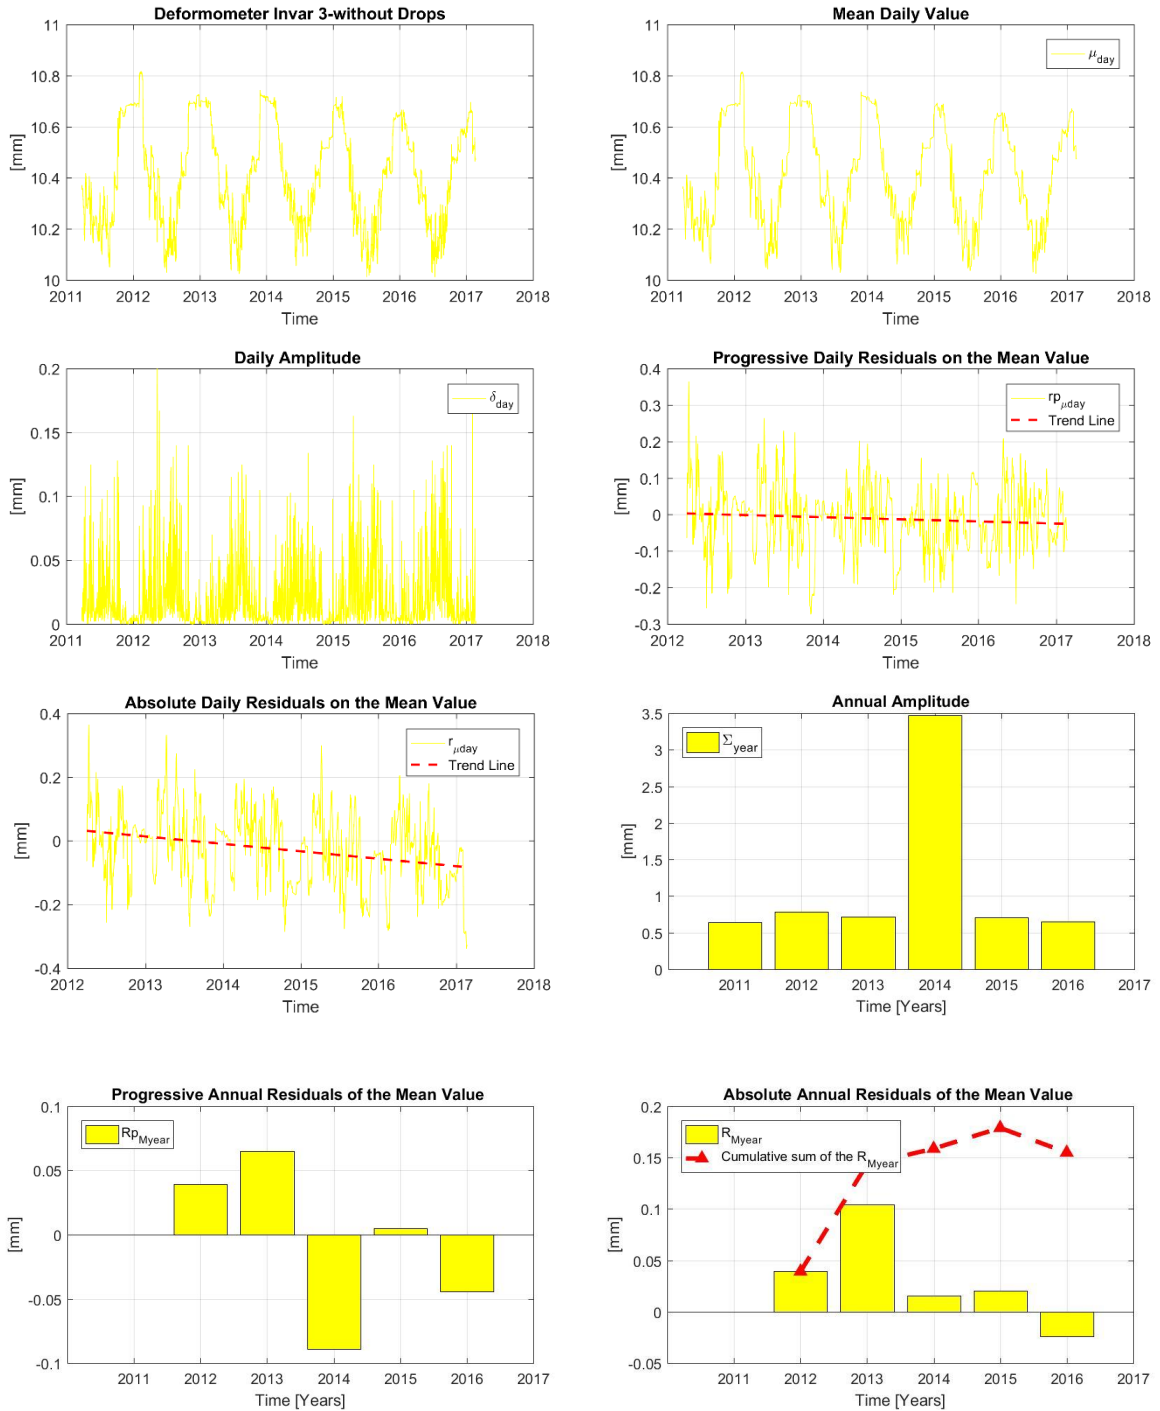 Deformometer Invar 3-without Drops
11
10.8
10.6
10.4
10.2
10
[mm]
2011 2012 2013 2014 2015 2016 2017 2018
Time
Mean Daily Value
μday
11
10.8
10.6
10.4
10.2
10
[mm]
2011 2012 2013 2014 2015 2016 2017 2018
Time
Daily Amplitude
δday
0.2
0.15
0.1
0.05
0
[mm]
2011 2012 2013 2014 2015 2016 2017 2018
Time
Progressive Daily Residuals on the Mean Value
rpμday
Trend Line
0.4
0.3
0.2
0.1
0
-0.1
-0.2
-0.3
[mm]
2012 2013 2014 2015 2016 2017 2018
Time
Absolute Daily Residuals on the Mean Value
rμday
Trend Line
0.4
0.2
0
-0.2
-0.4
[mm]
2012 2013 2014 2015 2016 2017 2018
Time
Annual Amplitude
Σyear
3.5
3
2.5
2
1.5
1
0.5
0
[mm]
2011 2012 2013 2014 2015 2016 2017
Time [Years]
Progressive Annual Residuals of the Mean Value
RpMyear
0.1
0.05
0
-0.05
-0.1
[mm]
2011 2012 2013 2014 2015 2016 2017
Time [Years]
Absolute Annual Residuals of the Mean Value
RMyear
Cumulative sum of the RMyear
0.2
0.15
0.1
0.05
0
-0.05
[mm]
2011 2012 2013 2014 2015 2016 2017
Time [Years]